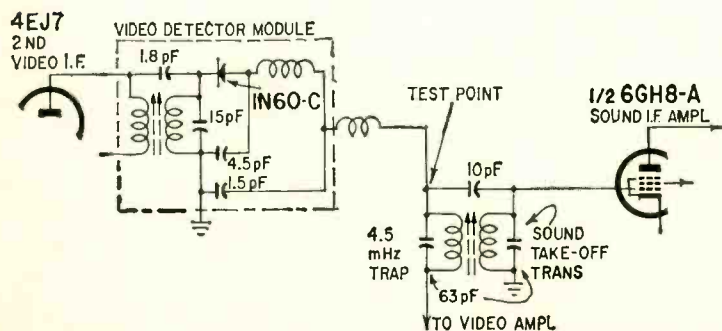 4EJ7
2ND
VIDEO I.F.
VIDEO DETECTOR MODULE
1.8pF
IN60-C
15pF
4.5pF
1.5pF
TEST POINT
1/2 6GH8-A
SOUND I.F. AMPL
10pF
4.5
mHz
TRAP
SOUND
TAKE-OFF
TRANS
63pF
TO VIDEO AMPL